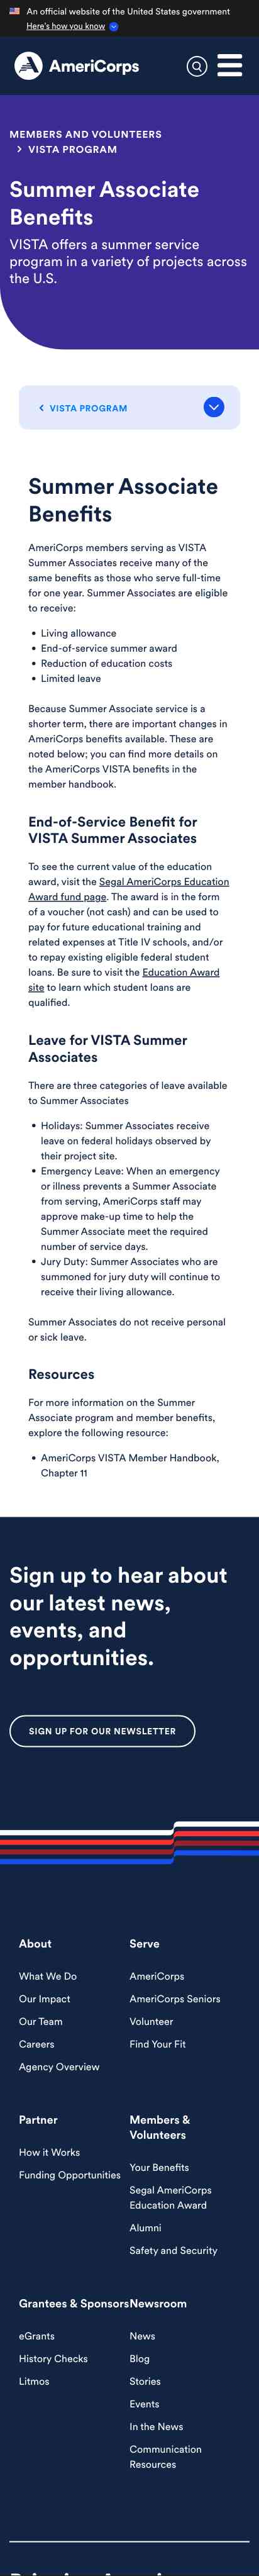 An official website of the United States government
Here's how you know
AmeriCorps
MEMBERS AND VOLUNTEERS
VISTA PROGRAM
Summer Associate
Benefits
VISTA offers a summer service
program in a variety of projects across
the U.S.
VISTA PROGRAM
Summer Associate
Benefits
AmeriCorps members serving as VISTA
Summer Associates receive many of the
same benefits as those who serve full-time
for one year. Summer Associates are eligible
to receive:
• Living allowance
• End-of-service summer award
• Reduction of education costs
• Limited leave
Because Summer Associate service is a
shorter term, there are important changes in
AmeriCorps benefits available. These are
noted below; you can find more details on
the AmeriCorps VISTA benefits in the
member handbook.
End-of-Service Benefit for
VISTA Summer Associates
To see the current value of the education
award, visit the Segal AmeriCorps Education
Award fund page. The award is in the form
of a voucher (not cash) and can be used to
pay for future educational training and
related expenses at Title IV schools, and/or
to repay existing eligible federal student
loans. Be sure to visit the Education Award
site to learn which student loans are
qualified.
Leave for VISTA Summer
Associates
There are three categories of leave available
to Summer Associates
• Holidays: Summer Associates receive
leave on federal holidays observed by
their project site.
• Emergency Leave: When an emergency
or illness prevents a Summer Associate
from serving, AmeriCorps staff may
approve make-up time to help the
Summer Associate meet the required
number of service days.
• Jury Duty: Summer Associates who are
summoned for jury duty will continue to
receive their living allowance.
Summer Associates do not receive personal
or sick leave.
Resources
For more information on the Summer
Associate program and member benefits,
explore the following resource:
• AmeriCorps VISTA Member Handbook,
Chapter 11
Sign up to hear about
our latest news,
events, and
opportunities.
SIGN UP FOR OUR NEWSLETTER
About
What We Do
Our Impact
Our Team
Careers
Agency Overview
Serve
AmeriCorps
AmeriCorps Seniors
Volunteer
Find Your Fit
Partner
How it Works
Funding Opportunities
Members &
Volunteers
Your Benefits
Segal AmeriCorps
Education Award
Alumni
Safety and Security
Grantees & Sponsors
eGrants
History Checks
Litmos
Newsroom
News
Blog
Stories
Events
In the News
Communication
Resources